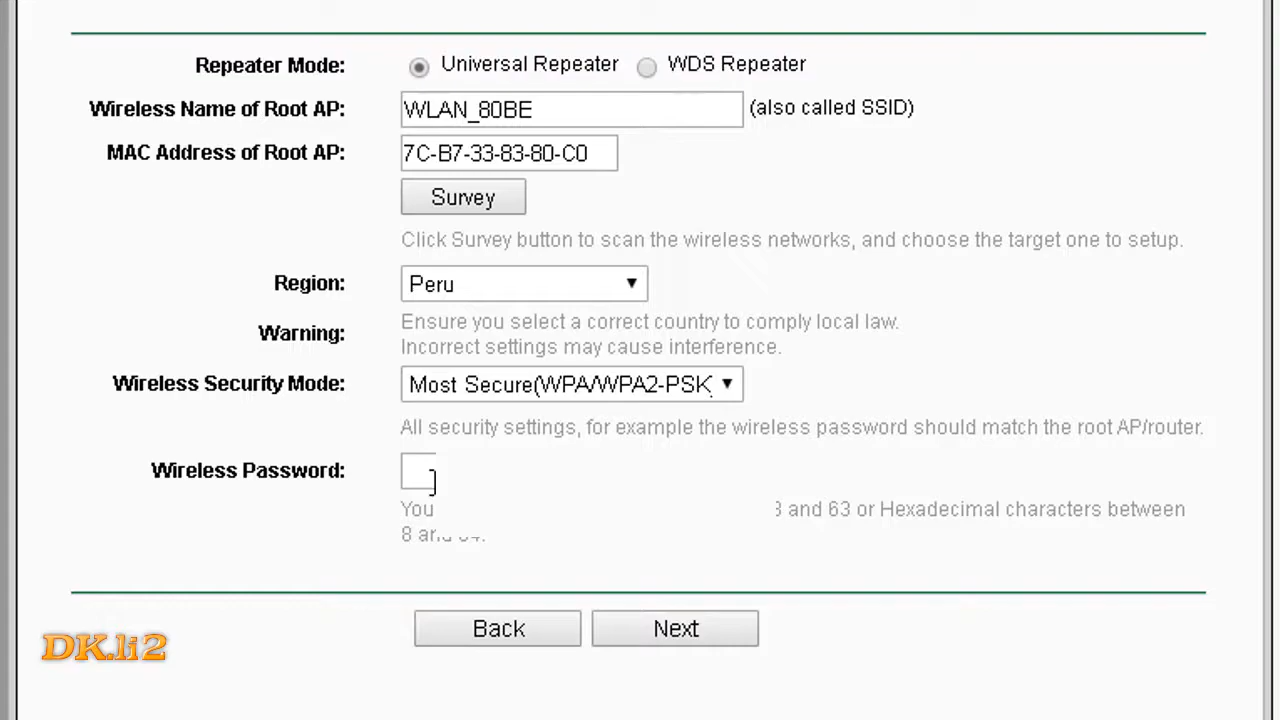 Repeater Mode: Universal Repeater WDS Repeater
Wireless Name of Root AP: WLAN_80BE (also called SSID)
MAC Address of Root AP: 7C-B7-33-83-80-C0
Survey
Click Survey button to scan the wireless networks, and choose the target one to setup.
Region: Peru
Warning: Ensure you select a correct country to comply local law.
Incorrect settings may cause interference.
Wireless Security Mode: Most Secure(WPA/WPA2-PSK)
All security settings, for example the wireless password should match the root AP/router.
Wireless Password:
You and 63 or Hexadecimal characters between
8
Back Next
DK.li2